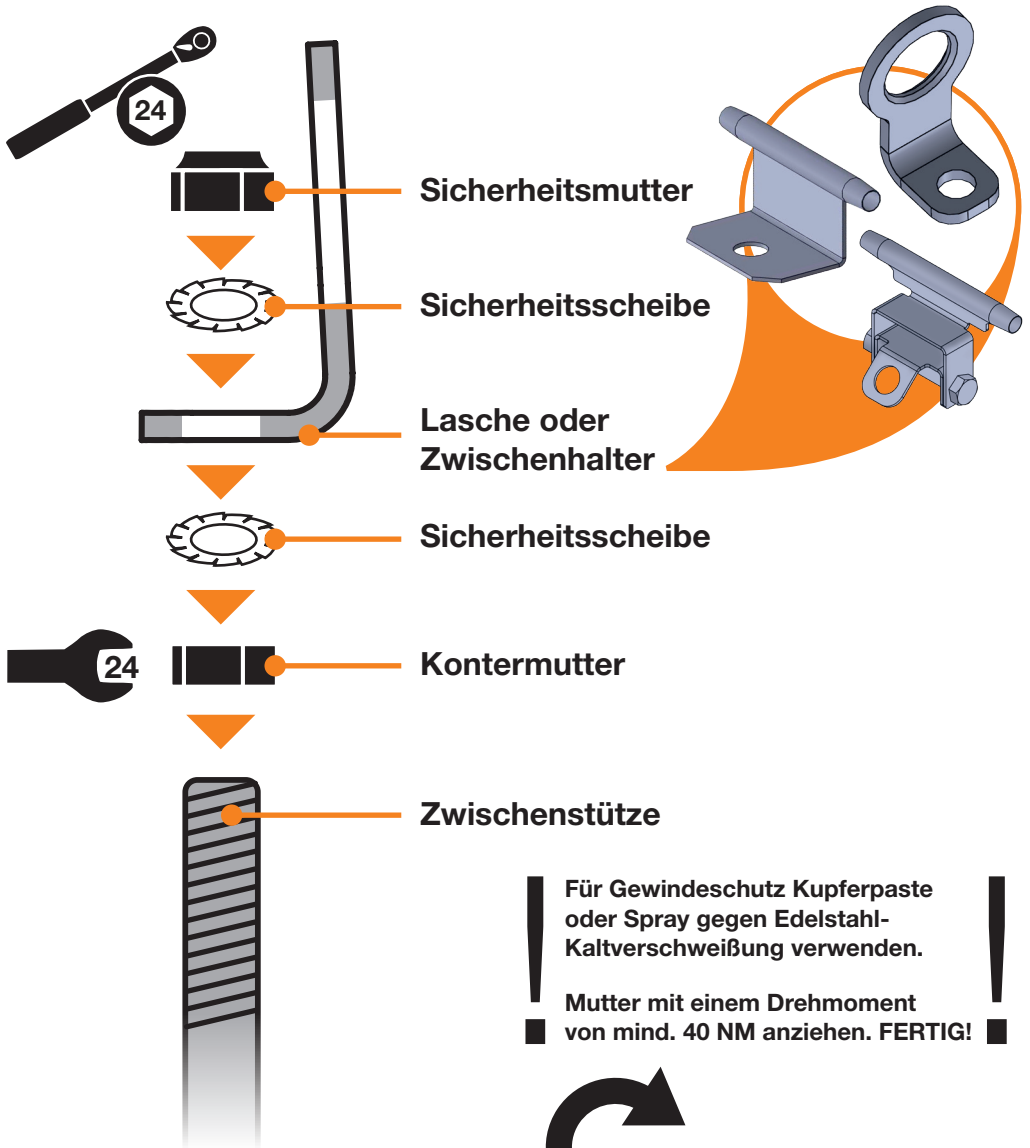 24
Sicherheitsmutter
Sicherheitsscheibe
Lasche oder
Zwischenhalter
Sicherheitsscheibe
24
Kontermutter
Zwischenstütze
Für Gewindeschutz Kupferpaste
oder Spray gegen Edelstahl-
Kaltverschweißung verwenden.
Mutter mit einem Drehmoment
von mind. 40 NM anziehen. FERTIG!